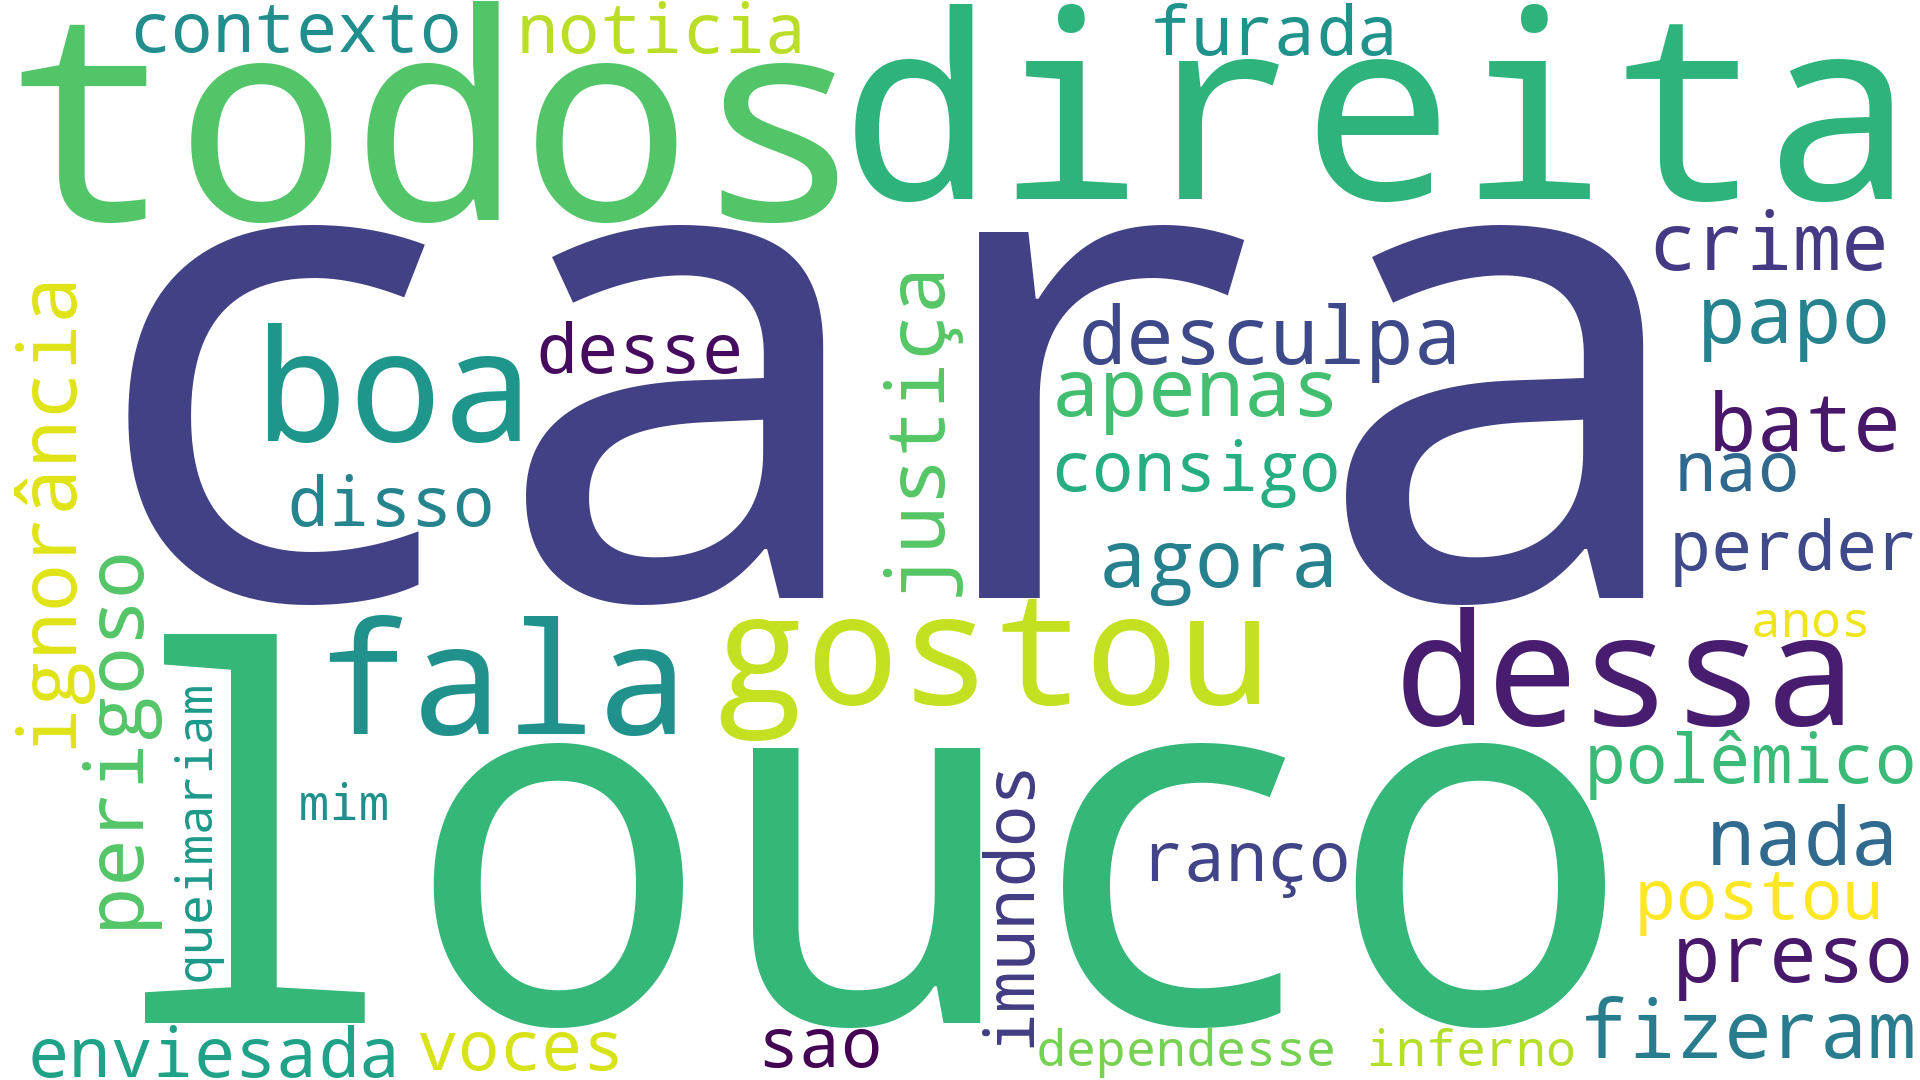 contexto
noticia
furada
todos
direita
cara
crime
papo
ignorância
justiça
desculpa
boa
desse
apenas
bate
disso
consigo
nao
agora
perder
perigoso
anos
fala
gostou
dessa
louco
polêmico
queimariam
mim
imundos
ranço
nada
postou
preso
fizeram
enviesada
voces
sao
dependesse
inferno